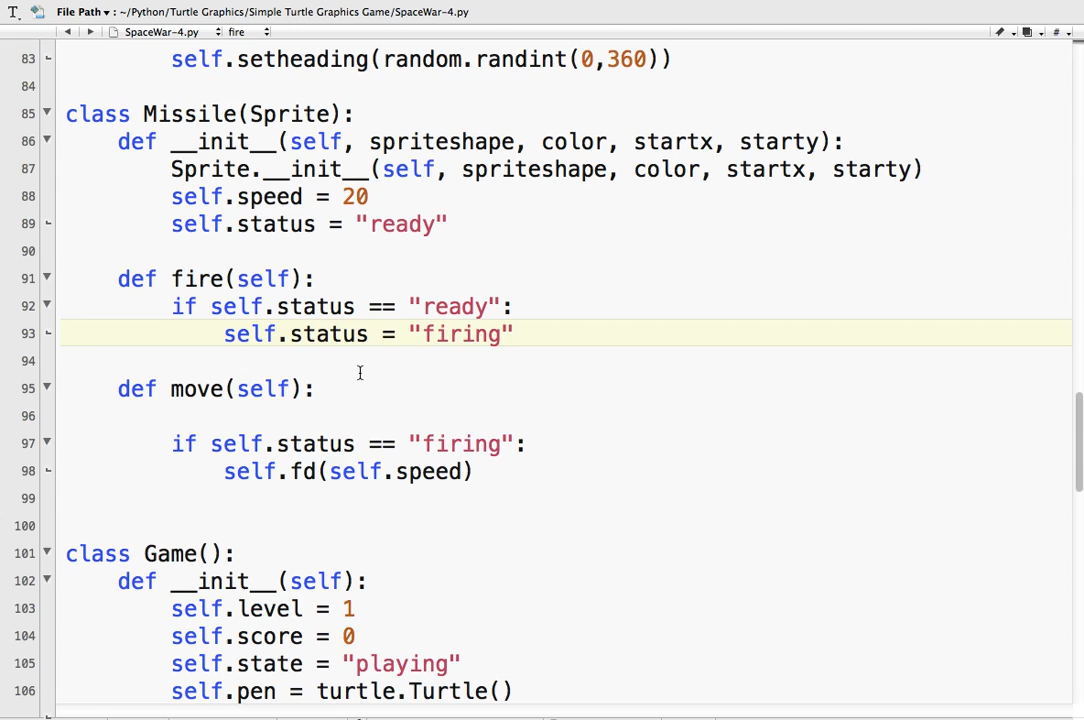 File Path ▾ : ~/Python/Turtle Graphics/Simple Turtle Graphics Game/SpaceWar-4.py
SpaceWar-4.py fire
83 self.setheading(random.randint(0,360))
84
85 class Missile(Sprite):
86 def __init__(self, spriteshape, color, startx, starty):
87 Sprite.__init__(self, spriteshape, color, startx, starty)
88 self.speed = 20
89 self.status = "ready"
90
91 def fire(self):
92 if self.status == "ready":
93 self.status = "firing"
94
95 def move(self):
96
97 if self.status == "firing":
98 self.fd(self.speed)
99
100
101 class Game():
102 def __init__(self):
103 self.level = 1
104 self.score = 0
105 self.state = "playing"
106 self.pen = turtle.Turtle()